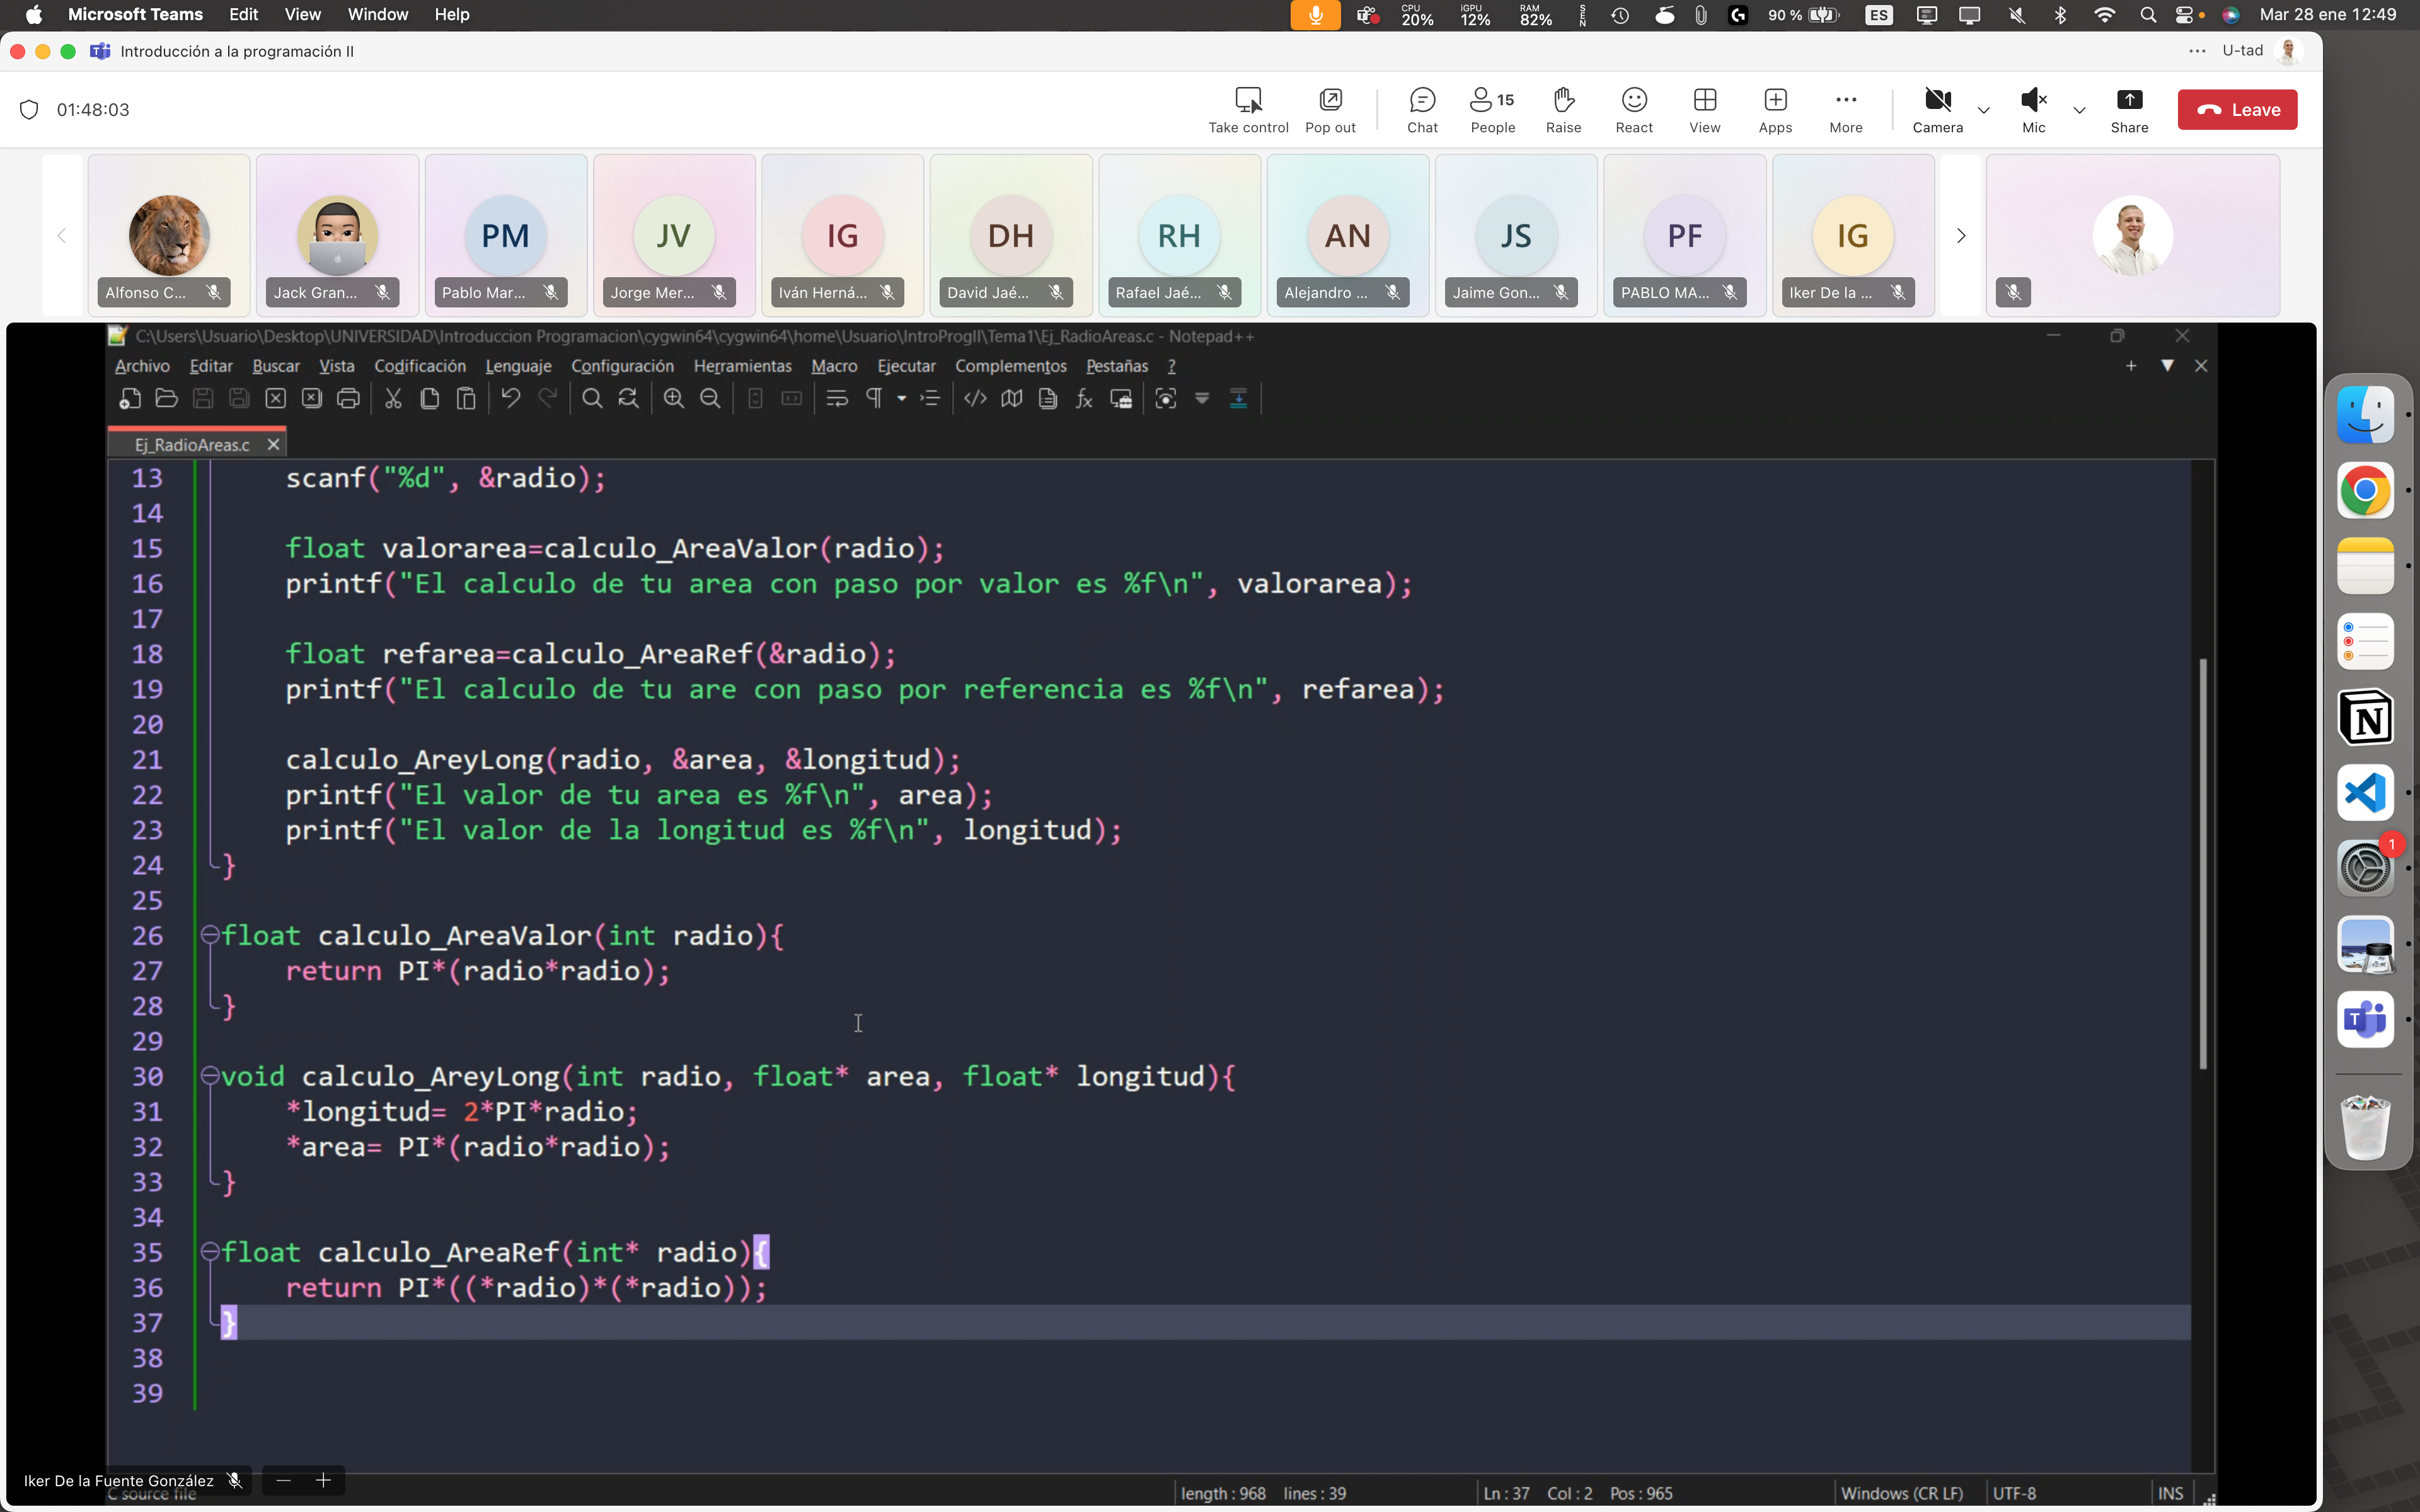 Microsoft Teams Edit View Window Help CPU 20% iGPU 12% RAM 82% SEN 90 % ES Mar 28 ene 12:49
Introducción a la programación II U-tad
01:48:03 Take control Pop out Chat 15 People Raise React View Apps More Camera Mic Share Leave
PM JV IG DH RH AN JS PF IG
Alfonso C... Jack Gran... Pablo Mar... Jorge Mer... Iván Herná... David Jaé... Rafael Jaé... Alejandro ... Jaime Gon... PABLO MA... Iker De la ...
C:\Users\Usuario\Desktop\UNIVERSIDAD\Introduccion Programacion\cygwin64\cygwin64\home\Usuario\IntroProgII\Tema1\Ej_RadioAreas.c - Notepad++
Archivo Editar Buscar Vista Codificación Lenguaje Configuración Herramientas Macro Ejecutar Complementos Pestañas ?
Ej_RadioAreas.c
13 scanf("%d", &radio);
14
15 float valorarea=calculo_AreaValor(radio);
16 printf("El calculo de tu area con paso por valor es %f\n", valorarea);
17
18 float refarea=calculo_AreaRef(&radio);
19 printf("El calculo de tu are con paso por referencia es %f\n", refarea);
20
21 calculo_AreyLong(radio, &area, &longitud);
22 printf("El valor de tu area es %f\n", area);
23 printf("El valor de la longitud es %f\n", longitud);
24 }
25
26 float calculo_AreaValor(int radio){
27 return PI*(radio*radio);
28 }
29
30 void calculo_AreyLong(int radio, float* area, float* longitud){
31 *longitud= 2*PI*radio;
32 *area= PI*(radio*radio);
33 }
34
35 float calculo_AreaRef(int* radio){
36 return PI*((*radio)*(*radio));
37 }
38
39
Iker De la Fuente González
C source file length : 968 lines : 39 Ln : 37 Col : 2 Pos : 965 Windows (CR LF) UTF-8 INS
1